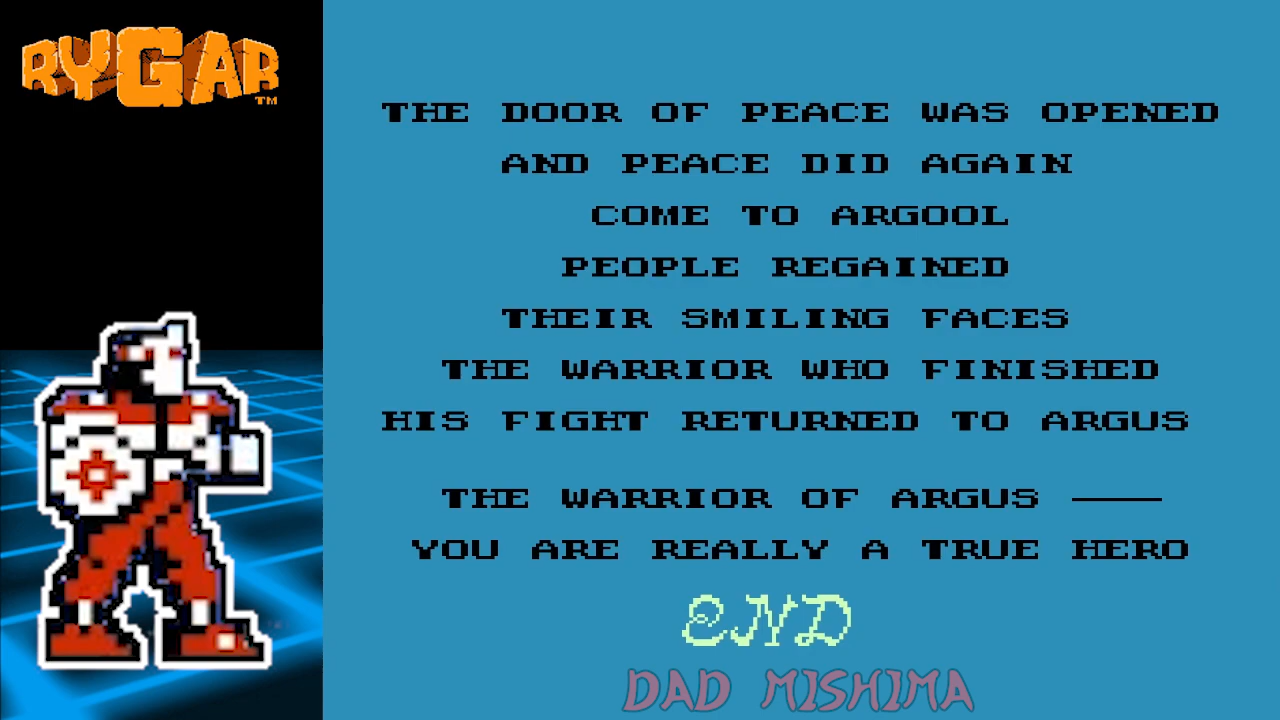 RYGAR™
THE DOOR OF PEACE WAS OPENED
AND PEACE DID AGAIN
COME TO ARGOOL
PEOPLE REGAINED
THEIR SMILING FACES
THE WARRIOR WHO FINISHED
HIS FIGHT RETURNED TO ARGUS
THE WARRIOR OF ARGUS ——
YOU ARE REALLY A TRUE HERO
END
DAD MISHIMA